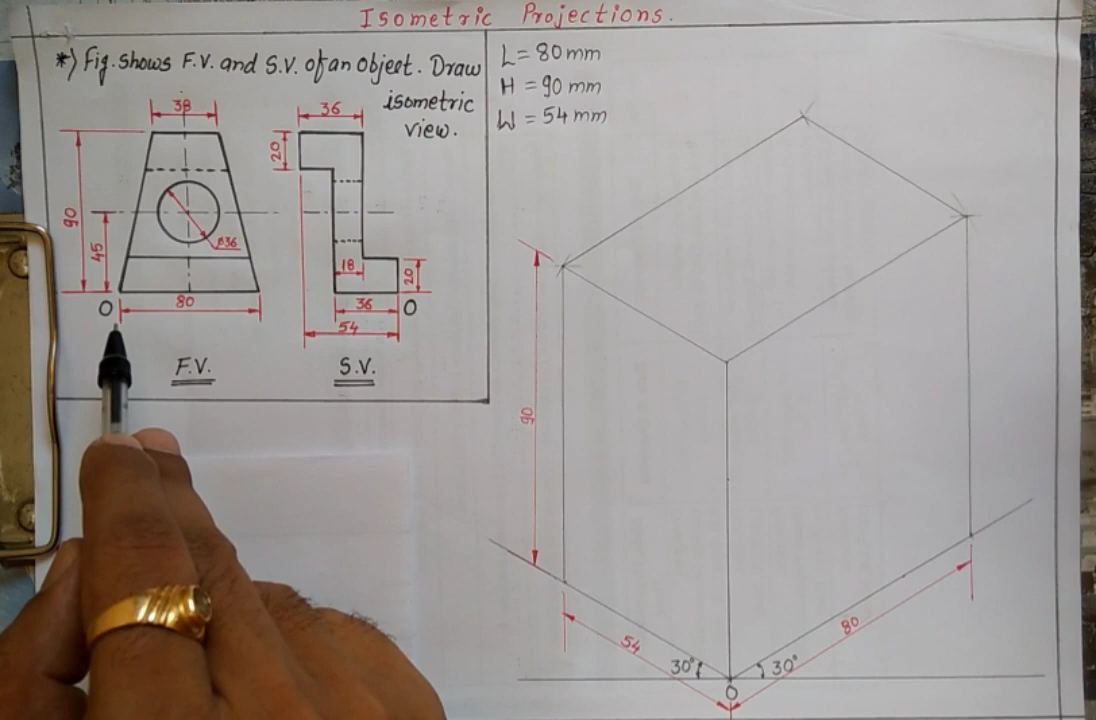 Isometric Projections.
*) Fig. shows F.V. and S.V. of an object. Draw
isometric
view.
L = 80 mm
H = 90 mm
W = 54 mm
38
36
20
90
45
ø36
18
20
O
80
36
O
54
F.V.
S.V.
90
54
80
30°
30°
O